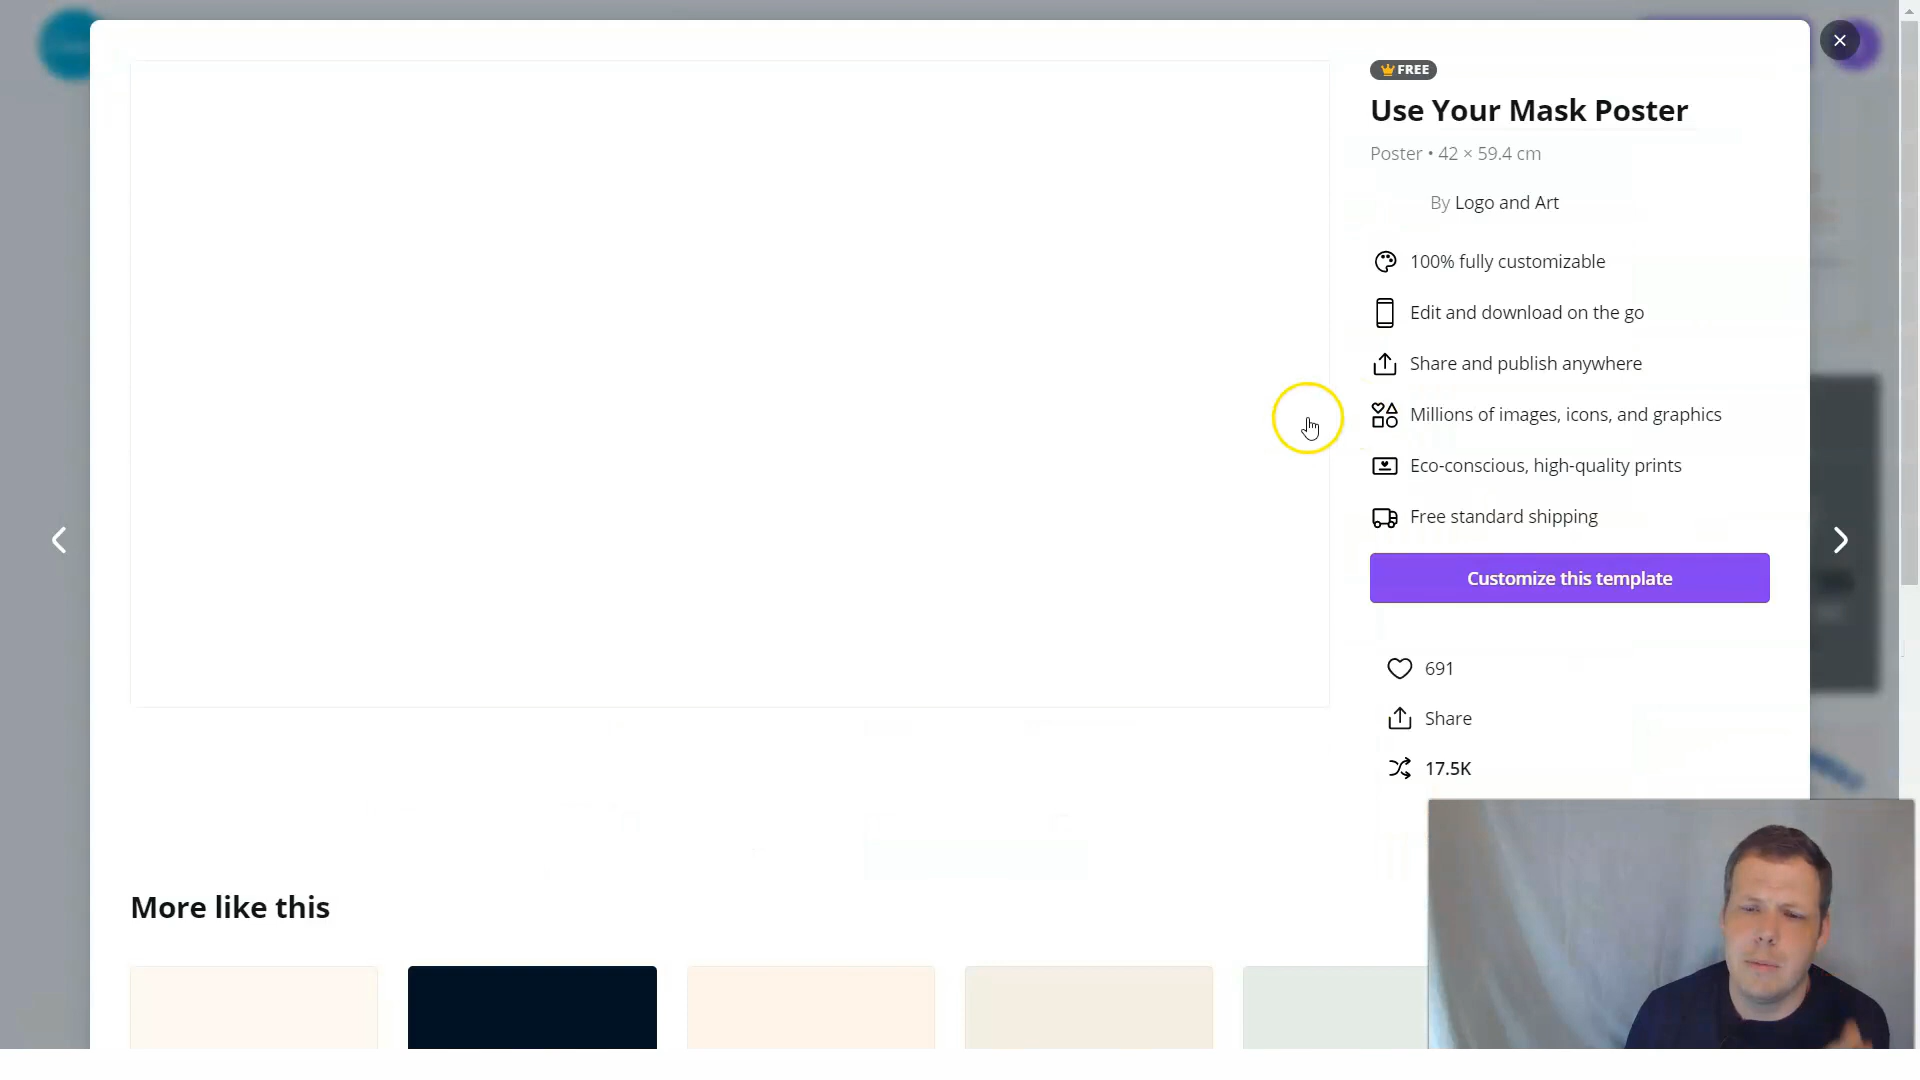 FREE
Use Your Mask Poster
Poster • 42 × 59.4 cm
By Logo and Art
100% fully customizable
Edit and download on the go
Share and publish anywhere
Millions of images, icons, and graphics
Eco-conscious, high-quality prints
Free standard shipping
Customize this template
691
Share
17.5K
More like this